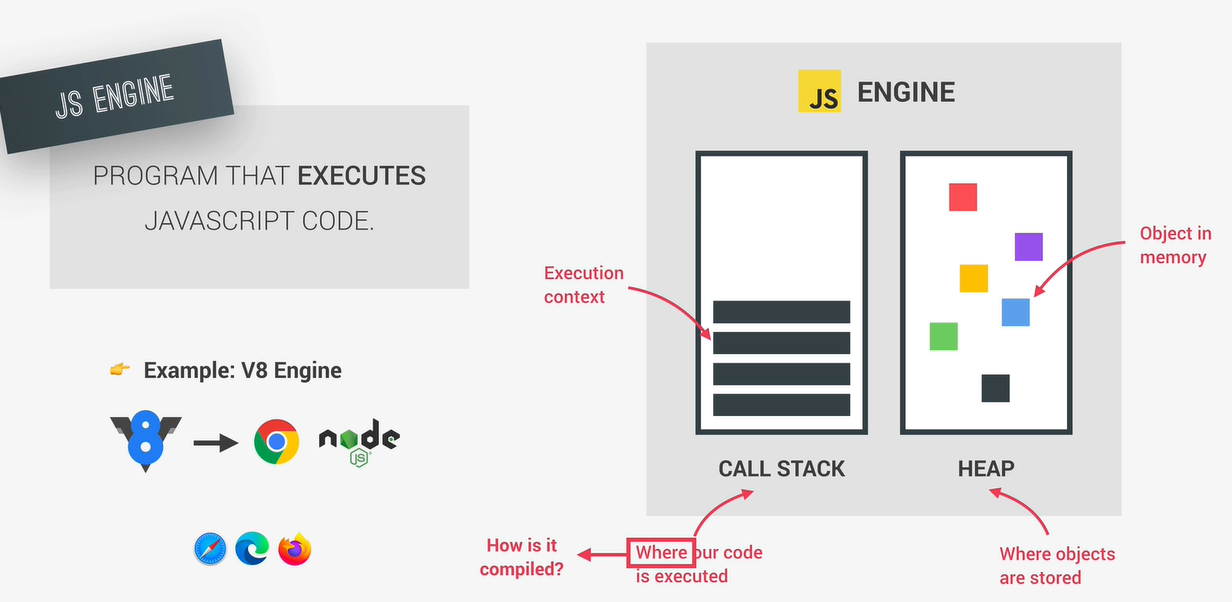 JS ENGINE
PROGRAM THAT EXECUTES
JAVASCRIPT CODE.
👉 Example: V8 Engine
8
node
JS
JS ENGINE
Execution
context
Object in
memory
CALL STACK
HEAP
How is it
compiled?
Where our code
is executed
Where objects
are stored